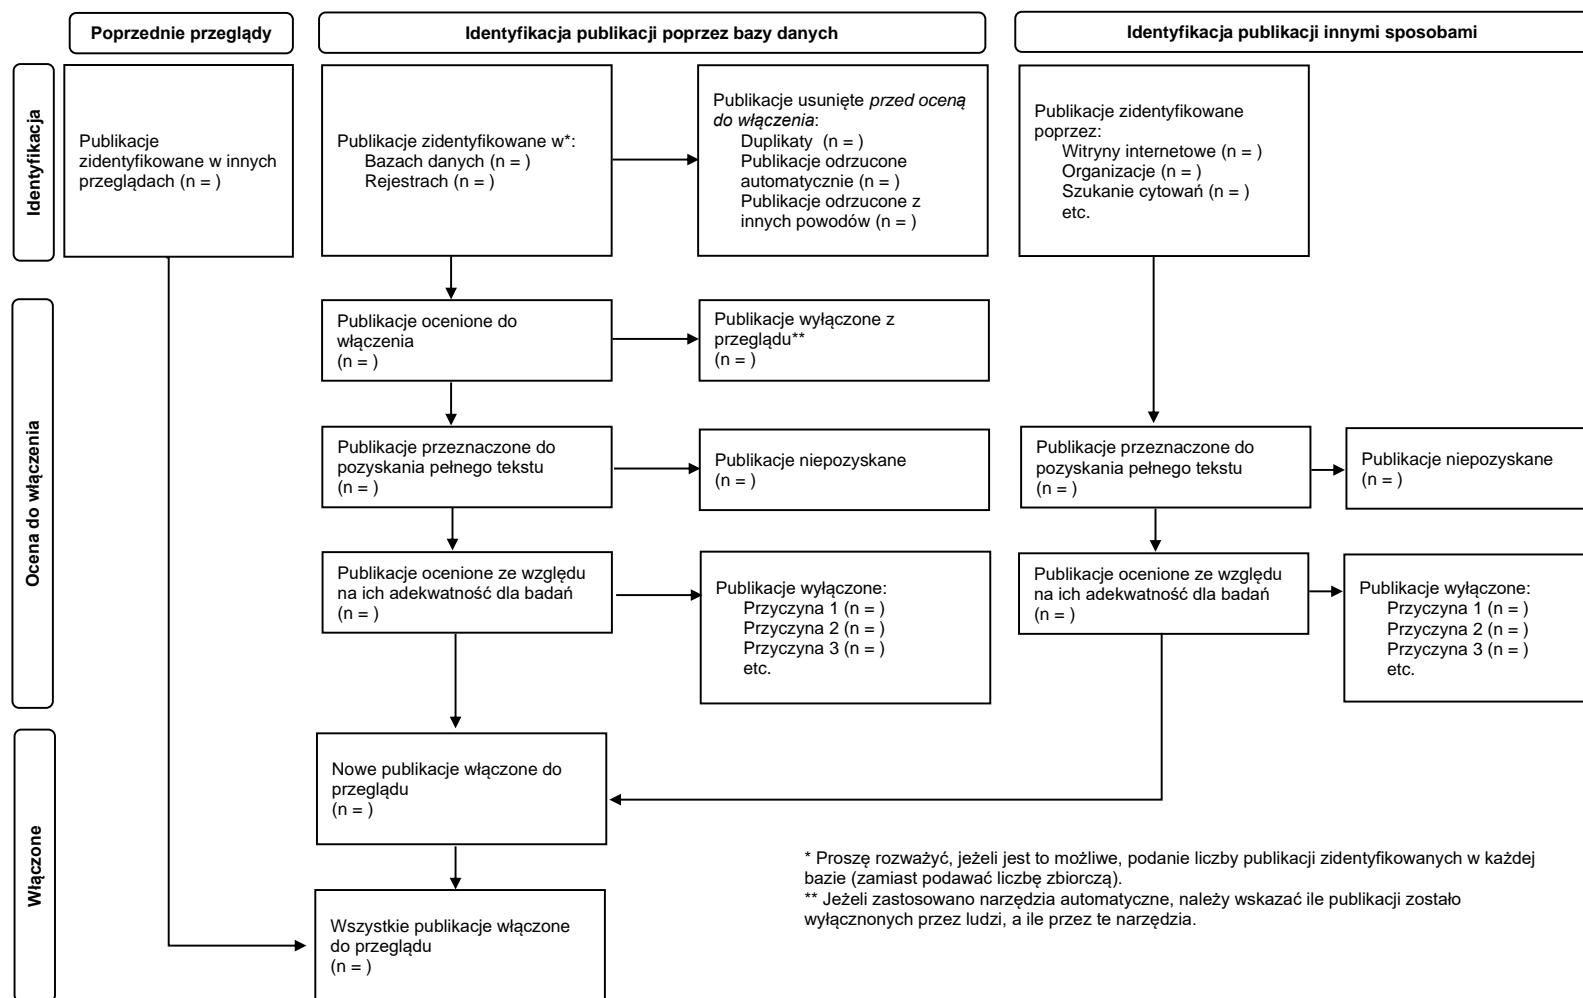 Poprzednie przeglądy
Identyfikacja publikacji poprzez bazy danych
Identyfikacja publikacji innymi sposobami
Identyfikacja
Publikacje
zidentyfikowane w innych
przeglądach (n = )
Publikacje zidentyfikowane w*:
Bazach danych (n = )
Rejestrach (n = )
Publikacje usunięte przed oceną
do włączenia:
Duplikaty (n = )
Publikacje odrzucone
automatycznie (n = )
Publikacje odrzucone z
innych powodów (n = )
Publikacje zidentyfikowane
poprzez:
Witryny internetowe (n = )
Organizacje (n = )
Szukanie cytowań (n = )
etc.
Ocena do włączenia
Publikacje ocenione do
włączenia
(n = )
Publikacje wyłączone z
przeglądu**
(n = )
Publikacje przeznaczone do
pozyskania pełnego tekstu
(n = )
Publikacje niepozyskane
(n = )
Publikacje przeznaczone do
pozyskania pełnego tekstu
(n = )
Publikacje niepozyskane
(n = )
Publikacje ocenione ze względu
na ich adekwatność dla badań
(n = )
Publikacje wyłączone:
Przyczyna 1 (n = )
Przyczyna 2 (n = )
Przyczyna 3 (n = )
etc.
Publikacje ocenione ze względu
na ich adekwatność dla badań
(n = )
Publikacje wyłączone:
Przyczyna 1 (n = )
Przyczyna 2 (n = )
Przyczyna 3 (n = )
etc.
Włączone
Nowe publikacje włączone do
przeglądu
(n = )
Wszystkie publikacje włączone
do przeglądu
(n = )
* Proszę rozważyć, jeżeli jest to możliwe, podanie liczby publikacji zidentyfikowanych w każdej
bazie (zamiast podawać liczbę zbiorczą).
** Jeżeli zastosowano narzędzia automatyczne, należy wskazać ile publikacji zostało
wyłącznonych przez ludzi, a ile przez te narzędzia.